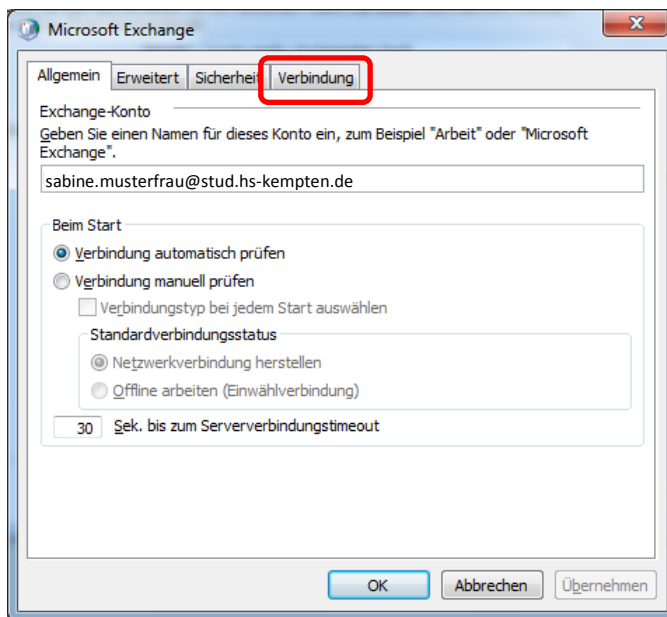 Microsoft Exchange
Allgemein Erweitert Sicherheit Verbindung
Exchange-Konto
Geben Sie einen Namen für dieses Konto ein, zum Beispiel "Arbeit" oder "Microsoft
Exchange".
sabine.musterfrau@stud.hs-kempten.de
Beim Start
Verbindung automatisch prüfen
Verbindung manuell prüfen
Verbindungstyp bei jedem Start auswählen
Standardverbindungsstatus
Netzwerkverbindung herstellen
Offline arbeiten (Einwählverbindung)
30 Sek. bis zum Serververbindungstimeout
OK Abbrechen Übernehmen